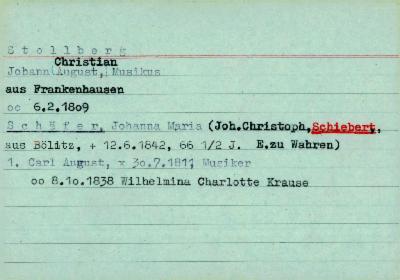 Stollberg
Christian
Johann August, Musikus
aus Frankenhausen
oo 6.2.1809
Schäfer, Johanna Maria (Joh.Christoph, Schiebert,
aus Bölitz, + 12.6.1842, 66 1/2 J. E.zu Wahren)
1. Carl August, x 30.7.1811 Musiker
oo 8.10.1838 Wilhelmina Charlotte Krause